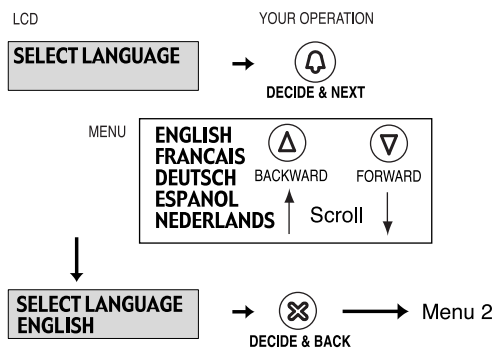 LCD YOUR OPERATION
SELECT LANGUAGE
DECIDE & NEXT
MENU
ENGLISH
FRANCAIS
DEUTSCH
ESPANOL
NEDERLANDS
BACKWARD FORWARD
Scroll
SELECT LANGUAGE
ENGLISH
Menu 2
DECIDE & BACK